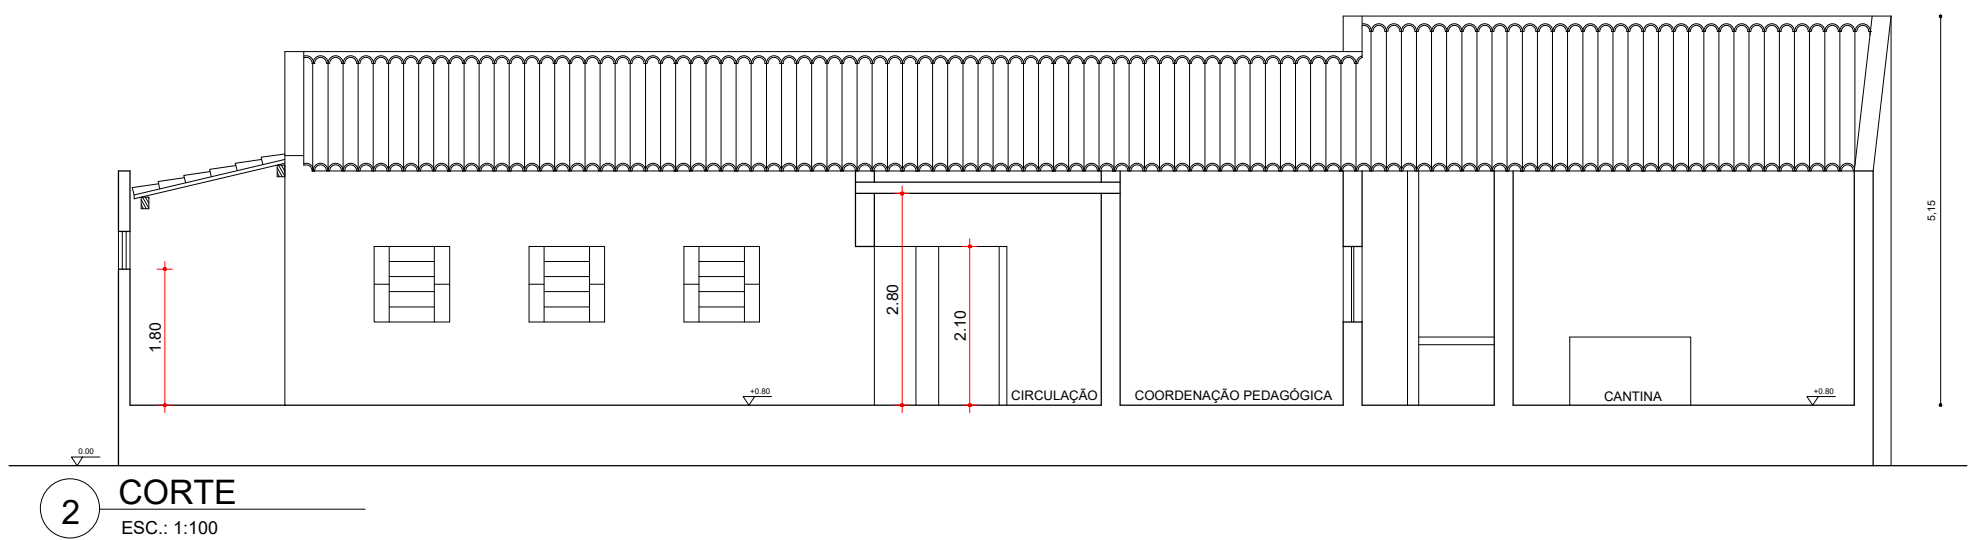 5,15
1.80
2.80
2.10
+0.80
CIRCULAÇÃO
COORDENAÇÃO PEDAGÓGICA
CANTINA
+0.80
0.00
2
CORTE
ESC.: 1:100